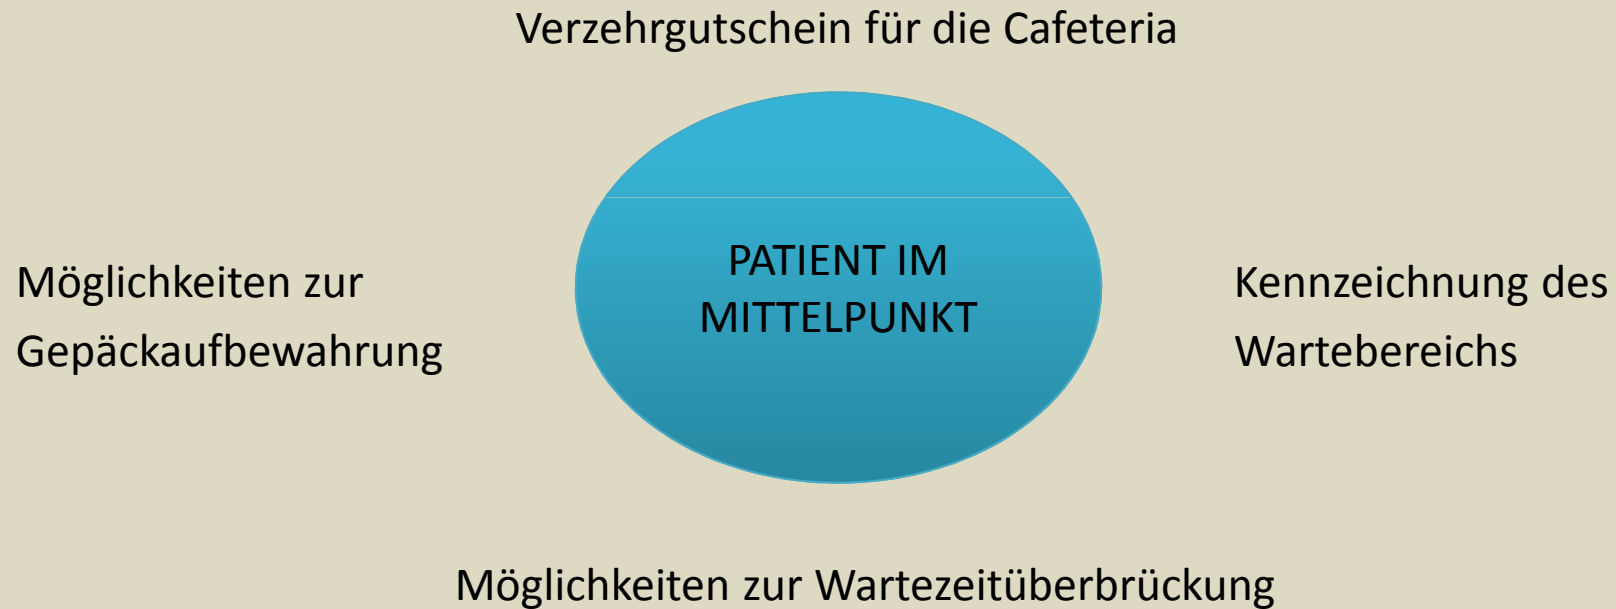 Verzehrgutschein für die Cafeteria
Möglichkeiten zur
Gepäckaufbewahrung
PATIENT IM
MITTELPUNKT
Kennzeichnung des
Wartebereichs
Möglichkeiten zur Wartezeitüberbrückung